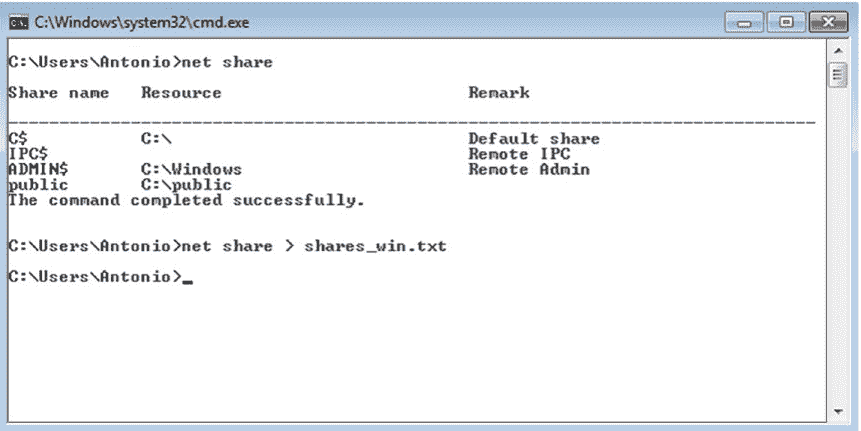 C:\Windows\system32\cmd.exe
C:\Users\Antonio>net share
Share name Resource Remark
-------------------------------------------------------------------------------
C$ C:\ Default share
IPC$ Remote IPC
ADMIN$ C:\Windows Remote Admin
public C:\public
The command completed successfully.
C:\Users\Antonio>net share > shares_win.txt
C:\Users\Antonio>_